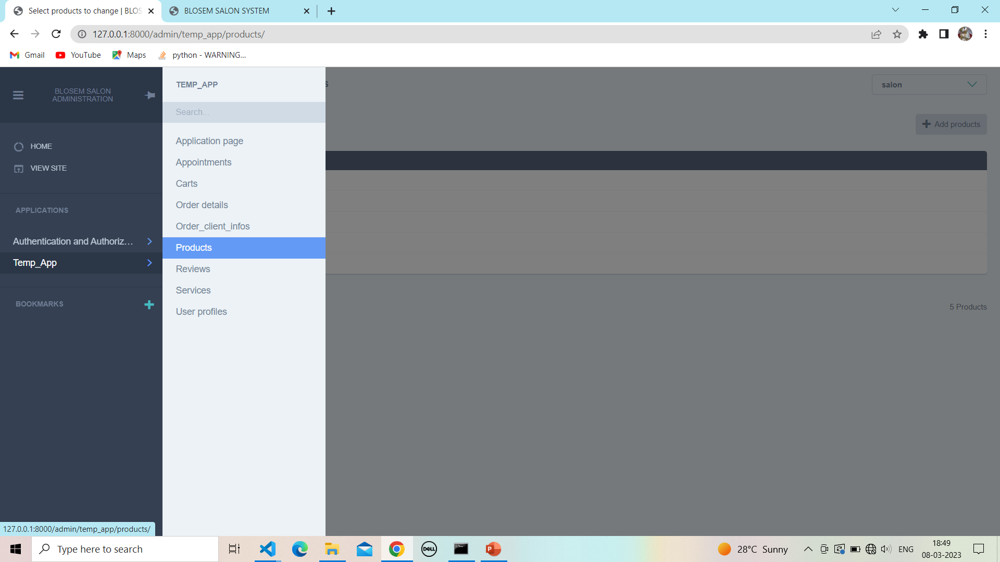 Select products to change | BLOS
BLOSEM SALON SYSTEM
127.0.0.1:8000/admin/temp_app/products/
Gmail
YouTube
Maps
python - WARNING...
BLOSEM SALON
ADMINISTRATION
HOME
VIEW SITE
APPLICATIONS
Authentication and Authoriz...
Temp_App
BOOKMARKS
TEMP_APP
Search...
Application page
Appointments
Carts
Order details
Order_client_infos
Products
Reviews
Services
User profiles
S
salon
Add products
5 Products
127.0.0.1:8000/admin/temp_app/products/
Type here to search
DELL
P
28°C Sunny
ENG
18:49
08-03-2023